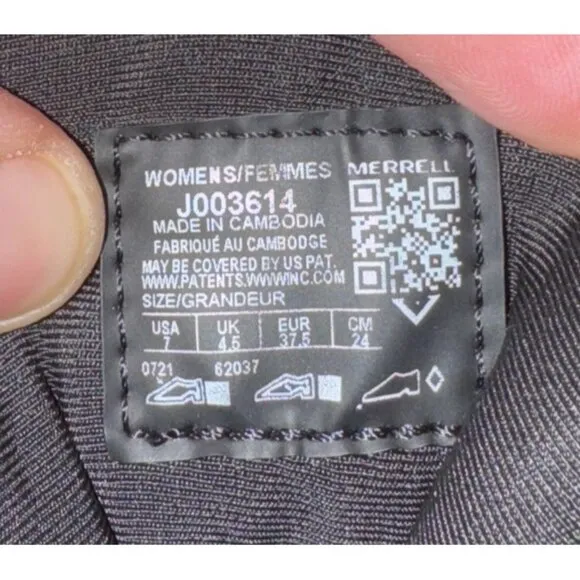 WOMENS/FEMMES MERRELL
J003614
MADE IN CAMBODIA
FABRIQUÉ AU CAMBODGE
MAY BE COVERED BY US PAT.
WWW.PATENTS.WWWINC.COM
SIZE/GRANDEUR
USA UK EUR CM
7 4.5 37.5 24
0721 62037